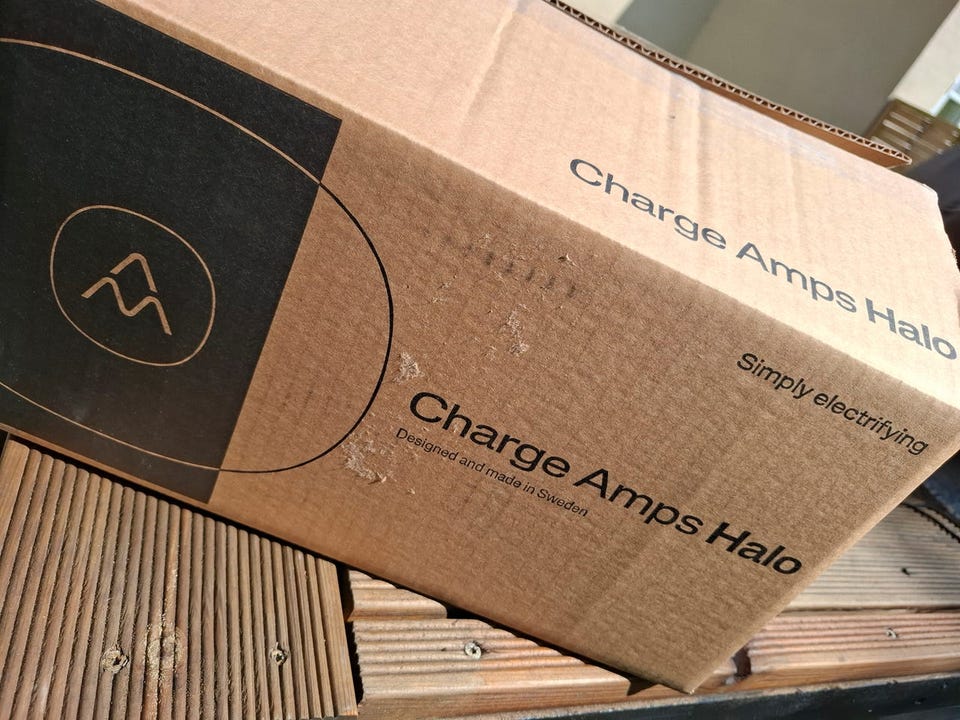 Charge Amps Halo
Simply electrifying
Charge Amps Halo
Designed and made in Sweden